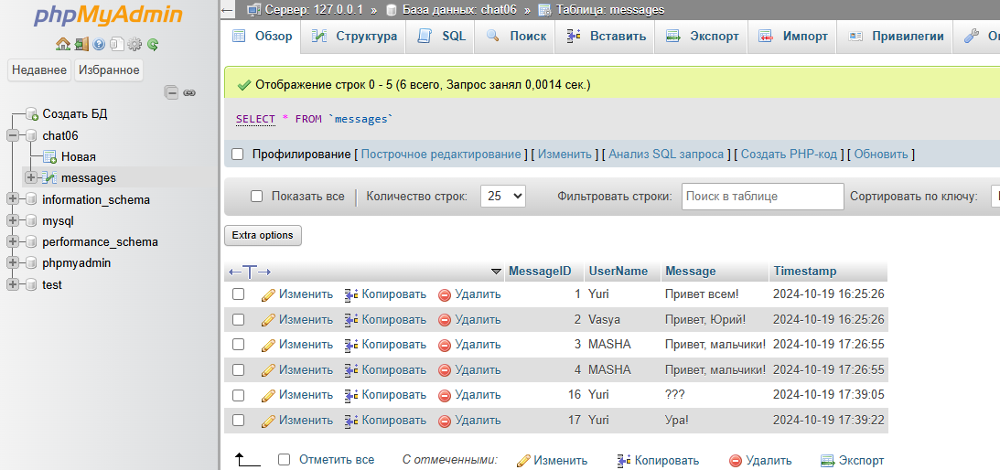 phpMyAdmin
Недавнее Избранное
Создать БД
chat06
Новая
messages
information_schema
mysql
performance_schema
phpmyadmin
test
Сервер: 127.0.0.1 » База данных: chat06 » Таблица: messages
Обзор Структура SQL Поиск Вставить Экспорт Импорт Привилегии
Отображение строк 0 - 5 (6 всего, Запрос занял 0,0014 сек.)
SELECT * FROM `messages`
Профилирование [ Построчное редактирование ] [ Изменить ] [ Анализ SQL запроса ] [ Создать PHP-код ] [ Обновить ]
Показать все Количество строк: 25 Фильтровать строки: Поиск в таблице Сортировать по ключу:
Extra options
MessageID UserName Message Timestamp
Изменить Копировать Удалить 1 Yuri Привет всем! 2024-10-19 16:25:26
Изменить Копировать Удалить 2 Vasya Привет, Юрий! 2024-10-19 16:25:26
Изменить Копировать Удалить 3 MASHA Привет, мальчики! 2024-10-19 17:26:55
Изменить Копировать Удалить 4 MASHA Привет, мальчики! 2024-10-19 17:26:55
Изменить Копировать Удалить 16 Yuri ??? 2024-10-19 17:39:05
Изменить Копировать Удалить 17 Yuri Ура! 2024-10-19 17:39:22
Отметить все С отмеченными: Изменить Копировать Удалить Экспорт